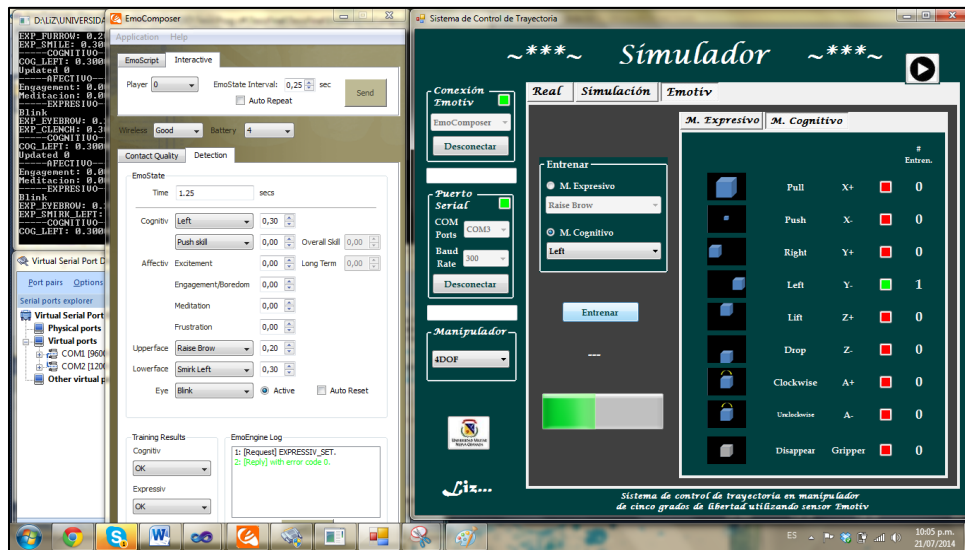 D:\LiZ\UNIVERSIDA
EXP_FURROW: 0.2
EXP_SMILE: 0.30
-----COGNITIVO-
COG_LEFT: 0.300
Updated 0
-----AFECTIVO--
Engagement: 0.0
Meditacion: 0.0
-----EXPRESIVO-
Blink
EXP_EYEBROW: 0.
EXP_CLENCH: 0.3
-----COGNITIVO-
COG_LEFT: 0.300
Updated 0
-----AFECTIVO--
Engagement: 0.0
Meditacion: 0.0
-----EXPRESIVO-
Blink
EXP_EYEBROW: 0.
EXP_SMIRK_LEFT:
-----COGNITIVO-
COG_LEFT: 0.300
Virtual Serial Port D
Port pairs Options
Serial ports explorer
Virtual Serial Port
Physical ports
Virtual ports
COM1 [9600
COM2 [1200
Other virtual p
EmoComposer
Application Help
EmoScript Interactive
Player 0 EmoState Interval: 0,25 sec Send
Auto Repeat
Wireless Good Battery 4
Contact Quality Detection
EmoState
Time 1.25 secs
Cognitiv Left 0,30
Push skill 0,00 Overall Skill 0,00
Affectiv Excitement 0,00 Long Term 0,00
Engagement/Boredom 0,00
Meditation 0,00
Frustration 0,00
Upperface Raise Brow 0,20
Lowerface Smirk Left 0,30
Eye Blink Active Auto Reset
Training Results
Cognitiv
OK
Expressiv
OK
EmoEngine Log
1: [Request] EXPRESSIV_SET.
2: [Reply] with error code 0.
Sistema de Control de Trayectoria
~***~ Simulador ~***~
Conexión
Emotiv
EmoComposer
Desconectar
Puerto
Serial
COM
Ports COM3
Baud
Rate 300
Desconectar
Manipulador
4DOF
UNIVERSIDAD MILITAR
NUEVA GRANADA
Liz...
Real Simulación Emotiv
Entrenar
M. Expresivo
Raise Brow
M. Cognitivo
Left
Entrenar
---
M. Expresivo M. Cognitivo
#
Entren.
Pull X+ 0
Push X- 0
Right Y+ 0
Left Y- 1
Lift Z+ 0
Drop Z- 0
Clockwise A+ 0
Unclockwise A- 0
Disappear Gripper 0
Sistema de control de trayectoria en manipulador
de cinco grados de libertad utilizando sensor Emotiv
ES 10:05 p.m.
21/07/2014